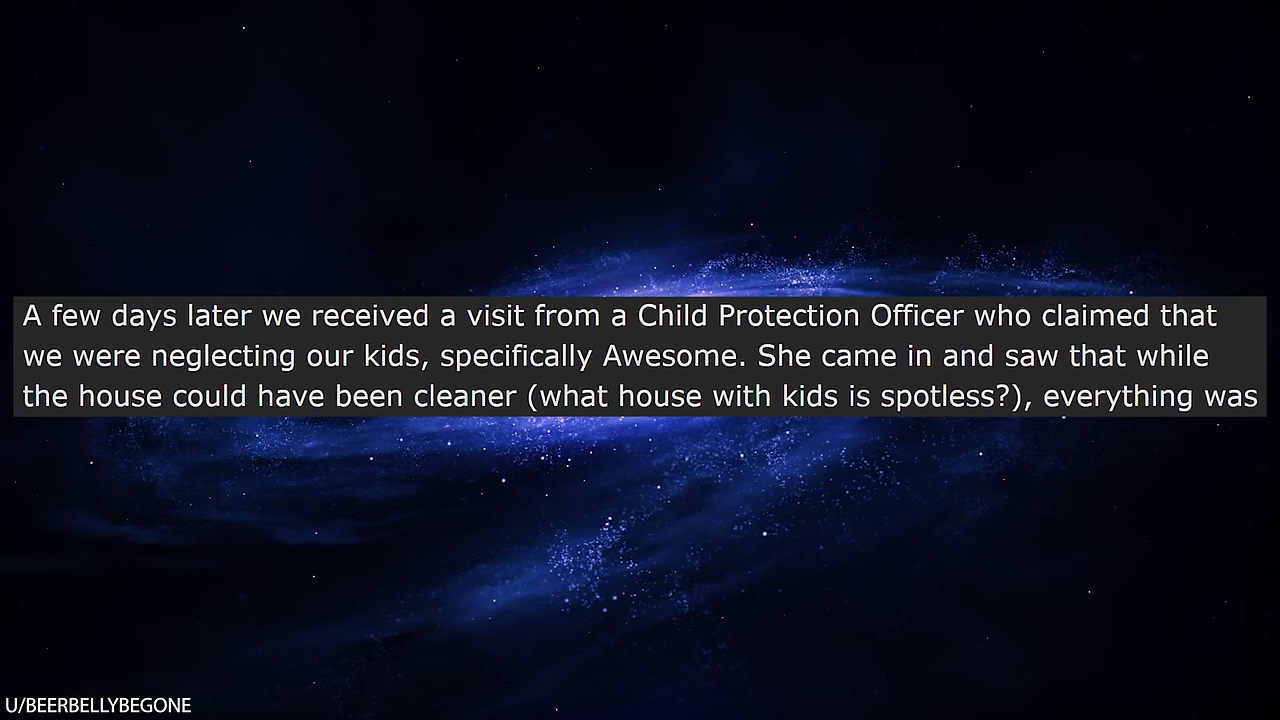 A few days later we received a visit from a Child Protection Officer who claimed that
we were neglecting our kids, specifically Awesome. She came in and saw that while
the house could have been cleaner (what house with kids is spotless?), everything was
U/BEERBELLYBEGONE